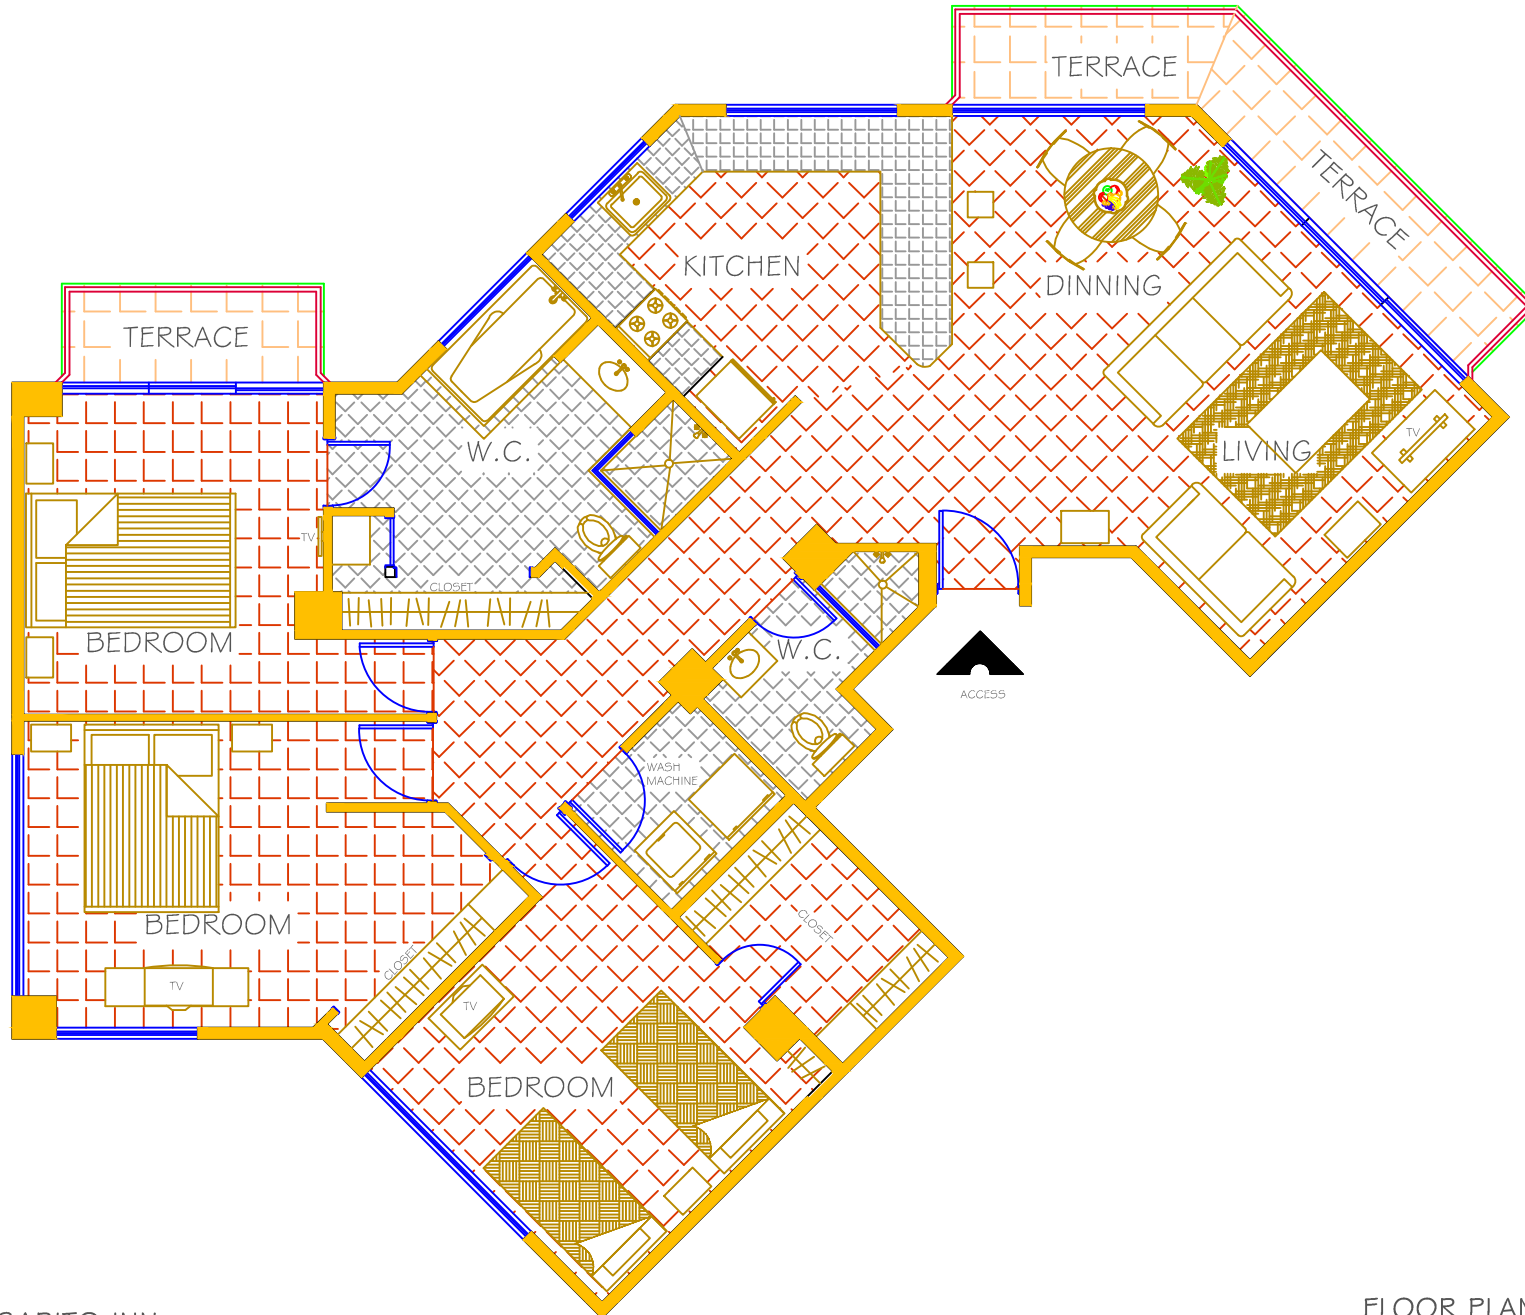 TERRACE
TERRACE
KITCHEN
DINNING
TERRACE
W.C.
LIVING
TV
TV
CLOSET
BEDROOM
W.C.
ACCESS
WASH
MACHINE
BEDROOM
CLOSET
CLOSET
TV
TV
BEDROOM
INN
FLOOR PLAN